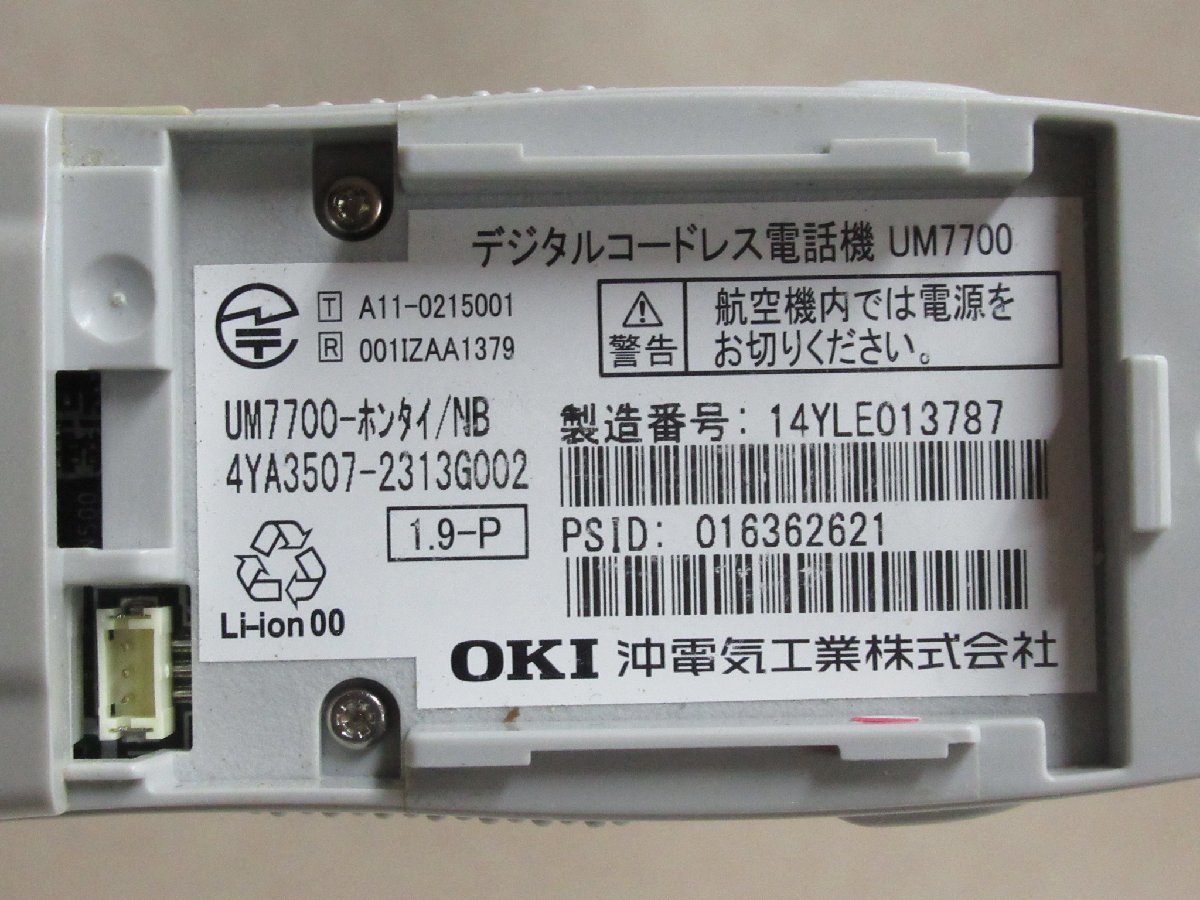 デジタルコードレス電話機 UM7700
T A11-0215001
R 001IZAA1379
警告
航空機内では電源を
お切りください。
UM7700-ﾎﾝﾀｲ/NB
4YA3507-2313G002
1.9-P
製造番号: 14YLE013787
PSID: 016362621
Li-ion 00
OKI 沖電気工業株式会社